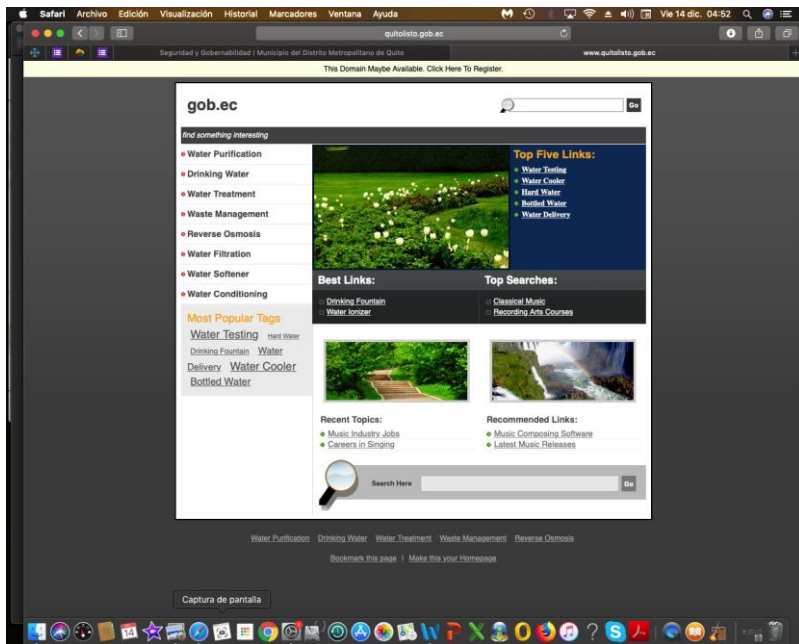 Safari Archivo Edición Visualización Historial Marcadores Ventana Ayuda Vie 14 dic. 04:52
quitolisto.gob.ec
Seguridad y Gobernabilidad | Municipio del Distrito Metropolitano de Quito
www.quitolisto.gob.ec
This Domain Maybe Available. Click Here To Register.
gob.ec
Go
find something interesting
Water Purification
Drinking Water
Water Treatment
Waste Management
Reverse Osmosis
Water Filtration
Water Softener
Water Conditioning
Most Popular Tags
Water Testing Hard Water
Drinking Fountain Water
Delivery Water Cooler
Bottled Water
Top Five Links:
Water Testing
Water Cooler
Hard Water
Bottled Water
Water Delivery
Best Links:
Drinking Fountain
Water Ionizer
Top Searches:
Classical Music
Recording Arts Courses
Recent Topics:
Music Industry Jobs
Careers in Singing
Recommended Links:
Music Composing Software
Latest Music Releases
Search Here
Go
Water Purification Drinking Water Water Treatment Waste Management Reverse Osmosis
Bookmark this page | Make this your Homepage
Captura de pantalla
14